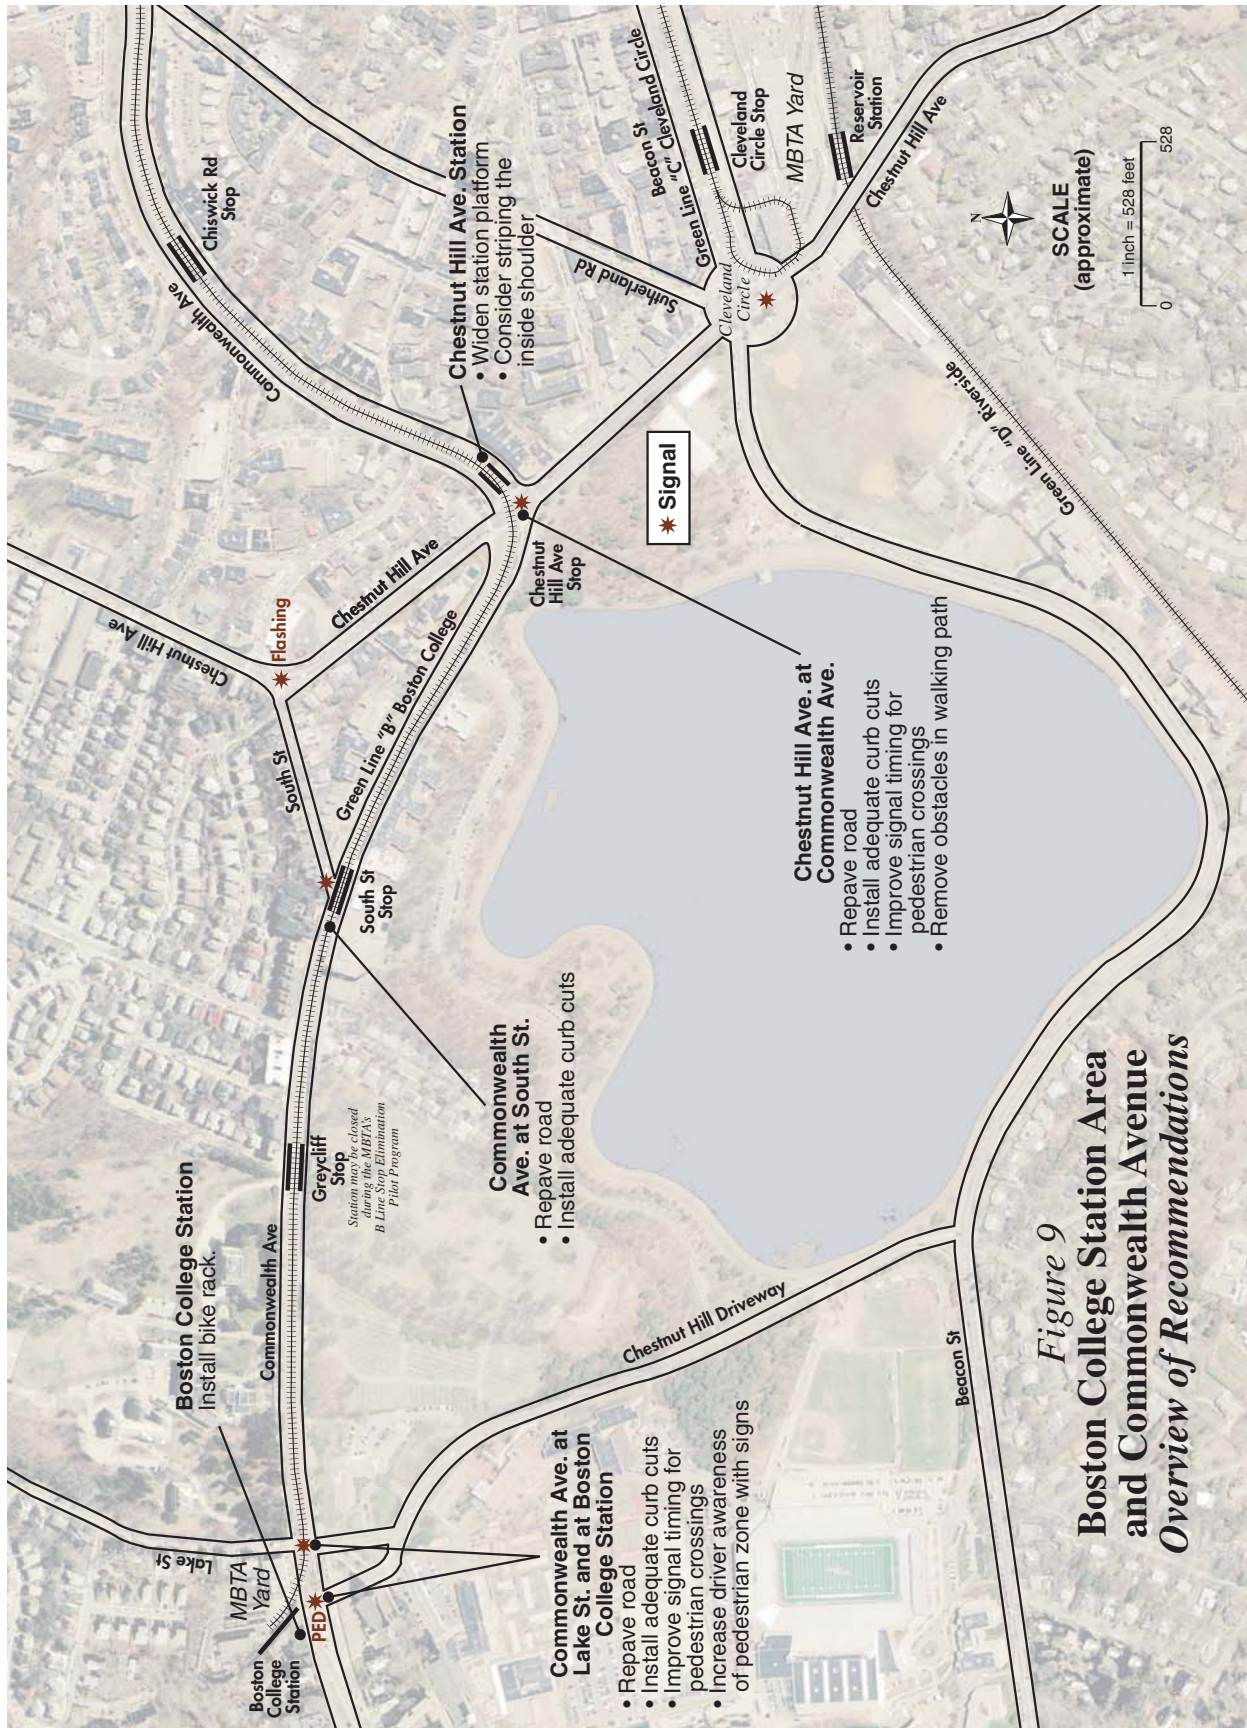 Boston College Station
Install bike rack.
Boston
College
Station
MBTA
Yard
PED
Lake St
Commonwealth Ave
Greycliff
Stop
Station may be closed
during the MBTA's
B Line Stop Elimination
Pilot Program
Commonwealth Ave. at
Lake St. and at Boston
College Station
• Repave road
• Install adequate curb cuts
• Improve signal timing for
pedestrian crossings
• Increase driver awareness
of pedestrian zone with signs
Chestnut Hill Driveway
Beacon St
Commonwealth
Ave. at South St.
• Repave road
• Install adequate curb cuts
South St
Stop
South St
Green Line "B" Boston College
Chestnut Hill Ave
Flashing
Chestnut Hill Ave
Chestnut
Hill Ave
Stop
Chestnut Hill Ave. at
Commonwealth Ave.
• Repave road
• Install adequate curb cuts
• Improve signal timing for
pedestrian crossings
• Remove obstacles in walking path
Signal
Commonwealth Ave
Chiswick Rd
Stop
Chestnut Hill Ave. Station
• Widen station platform
• Consider striping the
inside shoulder
Sutherland Rd
Cleveland
Circle
Beacon St
Green Line "C" Cleveland Circle
Cleveland
Circle Stop
MBTA Yard
Reservoir
Station
Chestnut Hill Ave
Green Line "D" Riverside
N
SCALE
(approximate)
1 inch = 528 feet
0
528
Figure 9
Boston College Station Area
and Commonwealth Avenue
Overview of Recommendations